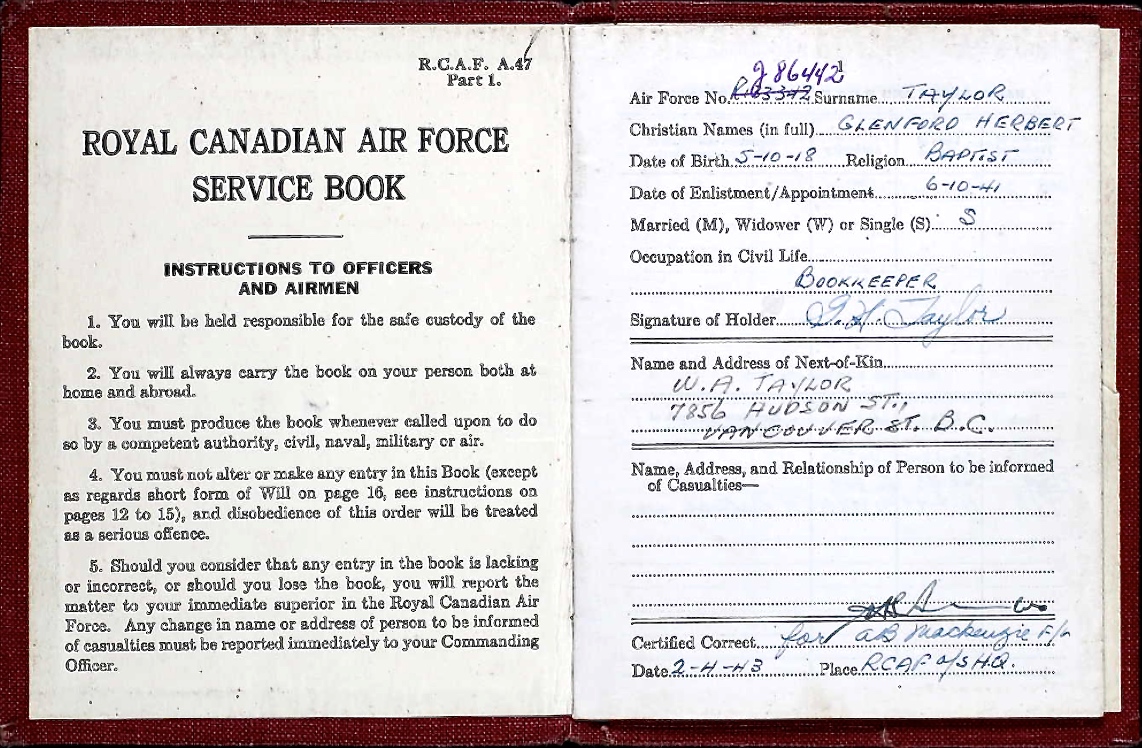 R.C.A.F. A.47
Part 1.
ROYAL CANADIAN AIR FORCE
SERVICE BOOK
INSTRUCTIONS TO OFFICERS
AND AIRMEN
1. You will be held responsible for the safe custody of the
book.
2. You will always carry the book on your person both at
home and abroad.
3. You must produce the book whenever called upon to do
so by a competent authority, civil, naval, military or air.
4. You must not alter or make any entry in this Book (except
as regards short form of Will on page 16, see instructions on
pages 12 to 15), and disobedience of this order will be treated
as a serious offence.
5. Should you consider that any entry in the book is lacking
or incorrect, or should you lose the book, you will report the
matter to your immediate superior in the Royal Canadian Air
Force. Any change in name or address of person to be informed
of casualties must be reported immediately to your Commanding
Officer.
J86442
Air Force No. Surname TAYLOR
Christian Names (in full) GLENFORD HERBERT
Date of Birth 5-10-18 Religion BAPTIST
Date of Enlistment/Appointment 6-10-41
Married (M), Widower (W) or Single (S) S
Occupation in Civil Life
BOOKKEEPER
Signature of Holder G.H. Taylor
Name and Address of Next-of-Kin
W.A. TAYLOR
7856 HUDSON ST.,
VANCOUVER ST. B.C.
Name, Address, and Relationship of Person to be informed
of Casualties—
Certified Correct for AB Mackenzie F/L
Date 2-4-43 Place RCAF O/S H.Q.